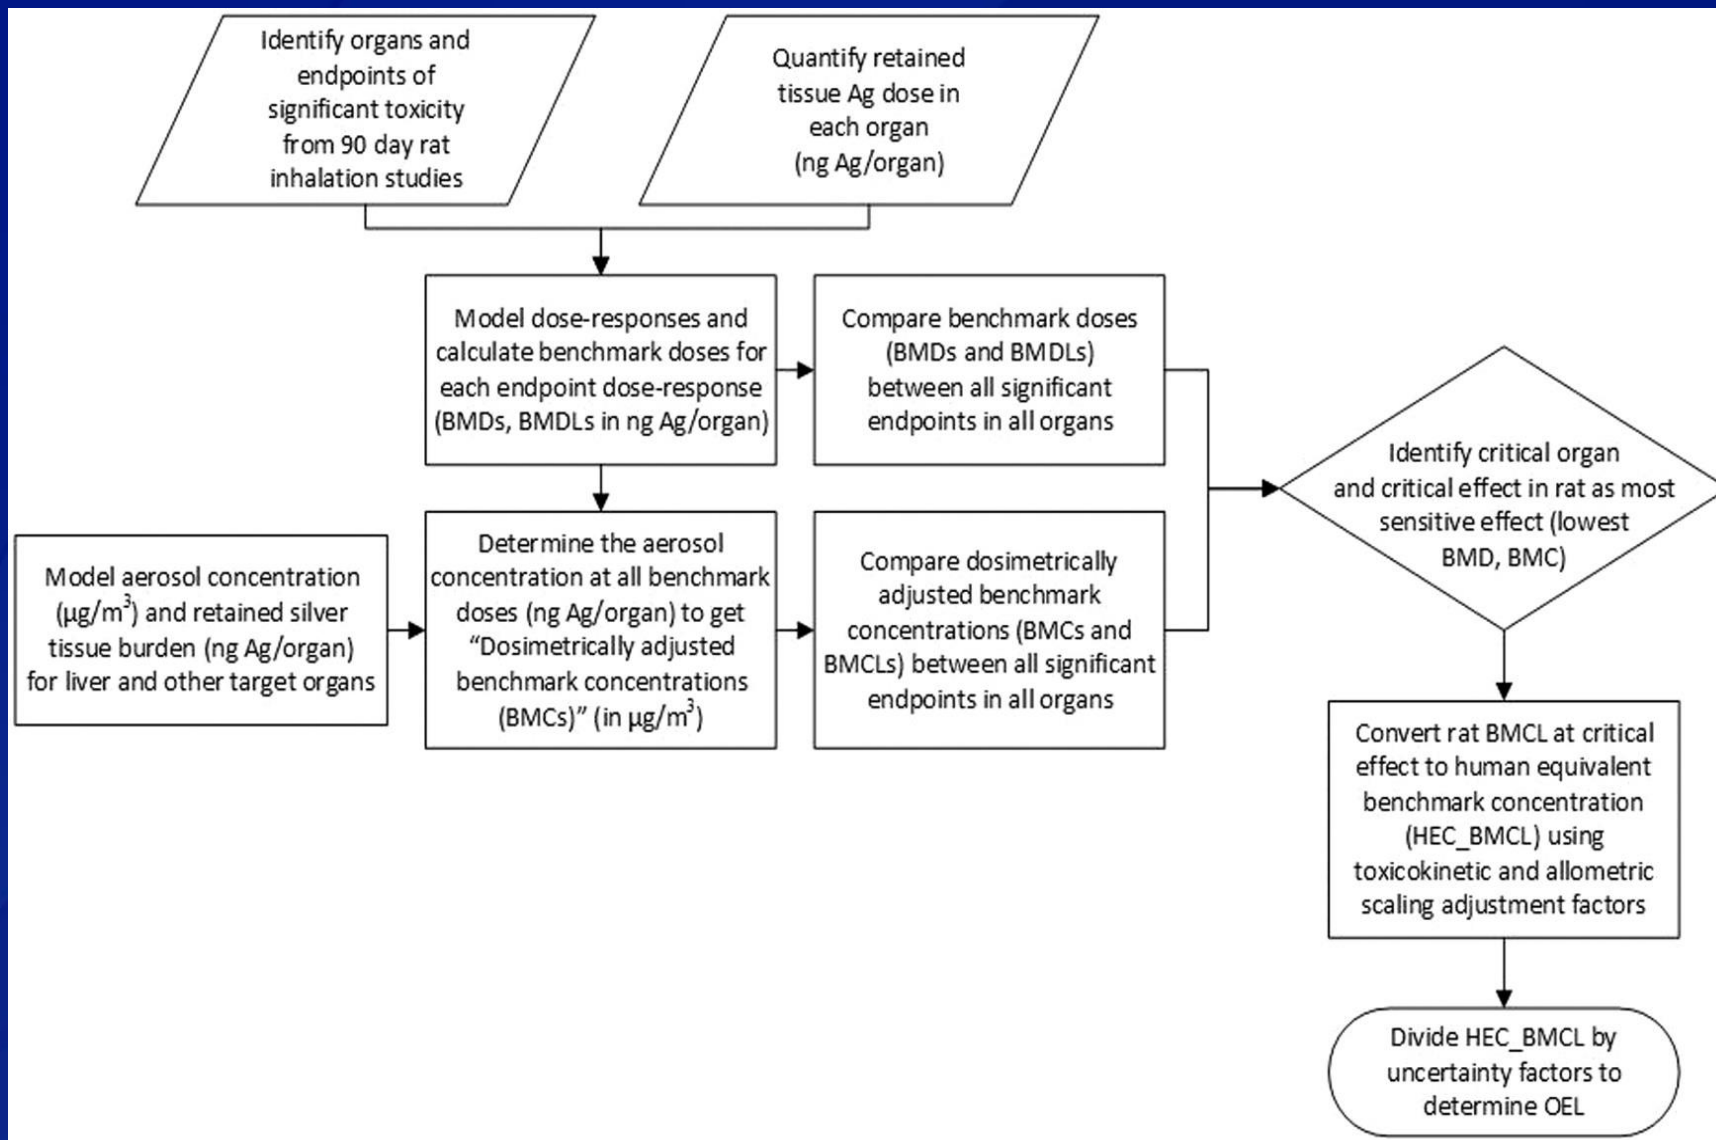 Identify organs and
endpoints of
significant toxicity
from 90 day rat
inhalation studies
Quantify retained
tissue Ag dose in
each organ
(ng Ag/organ)
Model dose-responses and
calculate benchmark doses for
each endpoint dose-response
(BMDs, BMDLs in ng Ag/organ)
Compare benchmark doses
(BMDs and BMDLs)
between all significant
endpoints in all organs
Model aerosol concentration
(µg/m³) and retained silver
tissue burden (ng Ag/organ)
for liver and other target organs
Determine the aerosol
concentration at all benchmark
doses (ng Ag/organ) to get
“Dosimetrically adjusted
benchmark concentrations
(BMCs)” (in µg/m³)
Compare dosimetrically
adjusted benchmark
concentrations (BMCs and
BMCLs) between all significant
endpoints in all organs
Identify critical organ
and critical effect in rat as most
sensitive effect (lowest
BMD, BMC)
Convert rat BMCL at critical
effect to human equivalent
benchmark concentration
(HEC_BMCL) using
toxicokinetic and allometric
scaling adjustment factors
Divide HEC_BMCL by
uncertainty factors to
determine OEL